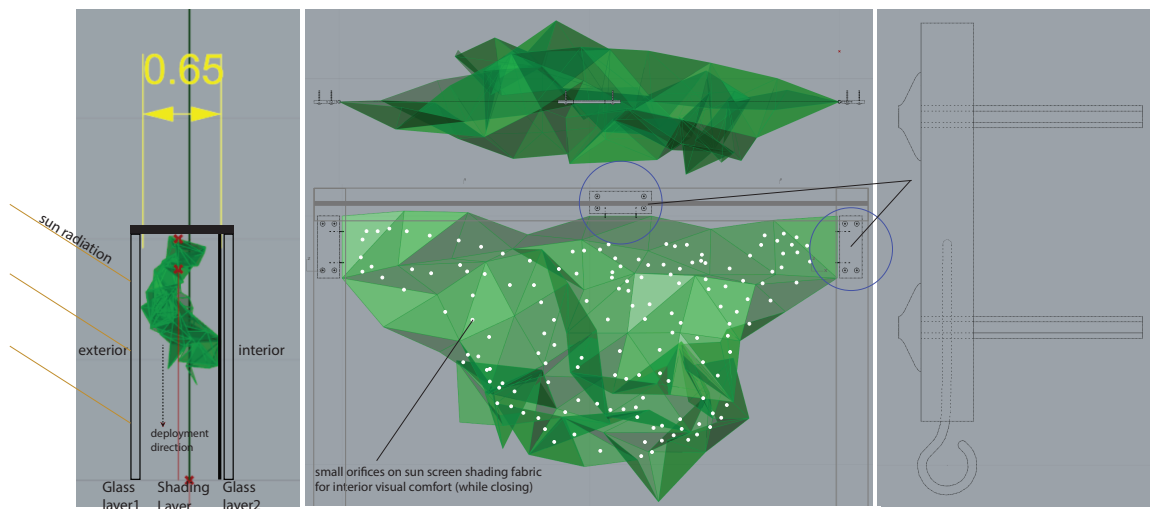 0.65
sun radiation
exterior
interior
deployment
direction
Glass
layer1
Shading
Layer
Glass
layer2
small orifices on sun screen shading fabric
for interior visual comfort (while closing)